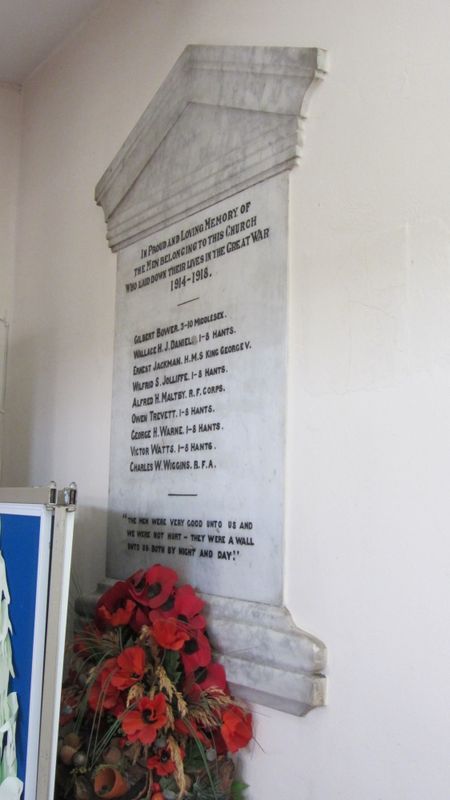 IN PROUD AND LOVING MEMORY OF
THE MEN BELONGING TO THIS CHURCH
WHO LAID DOWN THEIR LIVES IN THE GREAT WAR
1914-1918.
GILBERT BOWER. 3-10 MIDDLESEX.
WALLACE H. J. DANIELS 1-8 HANTS.
ERNEST JACKMAN. H.M.S KING GEORGE V.
WILFRID S. JOLLIFFE. 1-8 HANTS.
ALFRED H. MALTBY. R.F. CORPS.
OWEN TREVETT. 1-8 HANTS.
GEORGE H. WARNE. 1-8 HANTS.
VICTOR WATTS. 1-8 HANTS.
CHARLES W. WIGGINS. R.F.A.
"THE MEN WERE VERY GOOD UNTO US AND
WE WERE NOT HURT – THEY WERE A WALL
UNTO US BOTH BY NIGHT AND DAY."